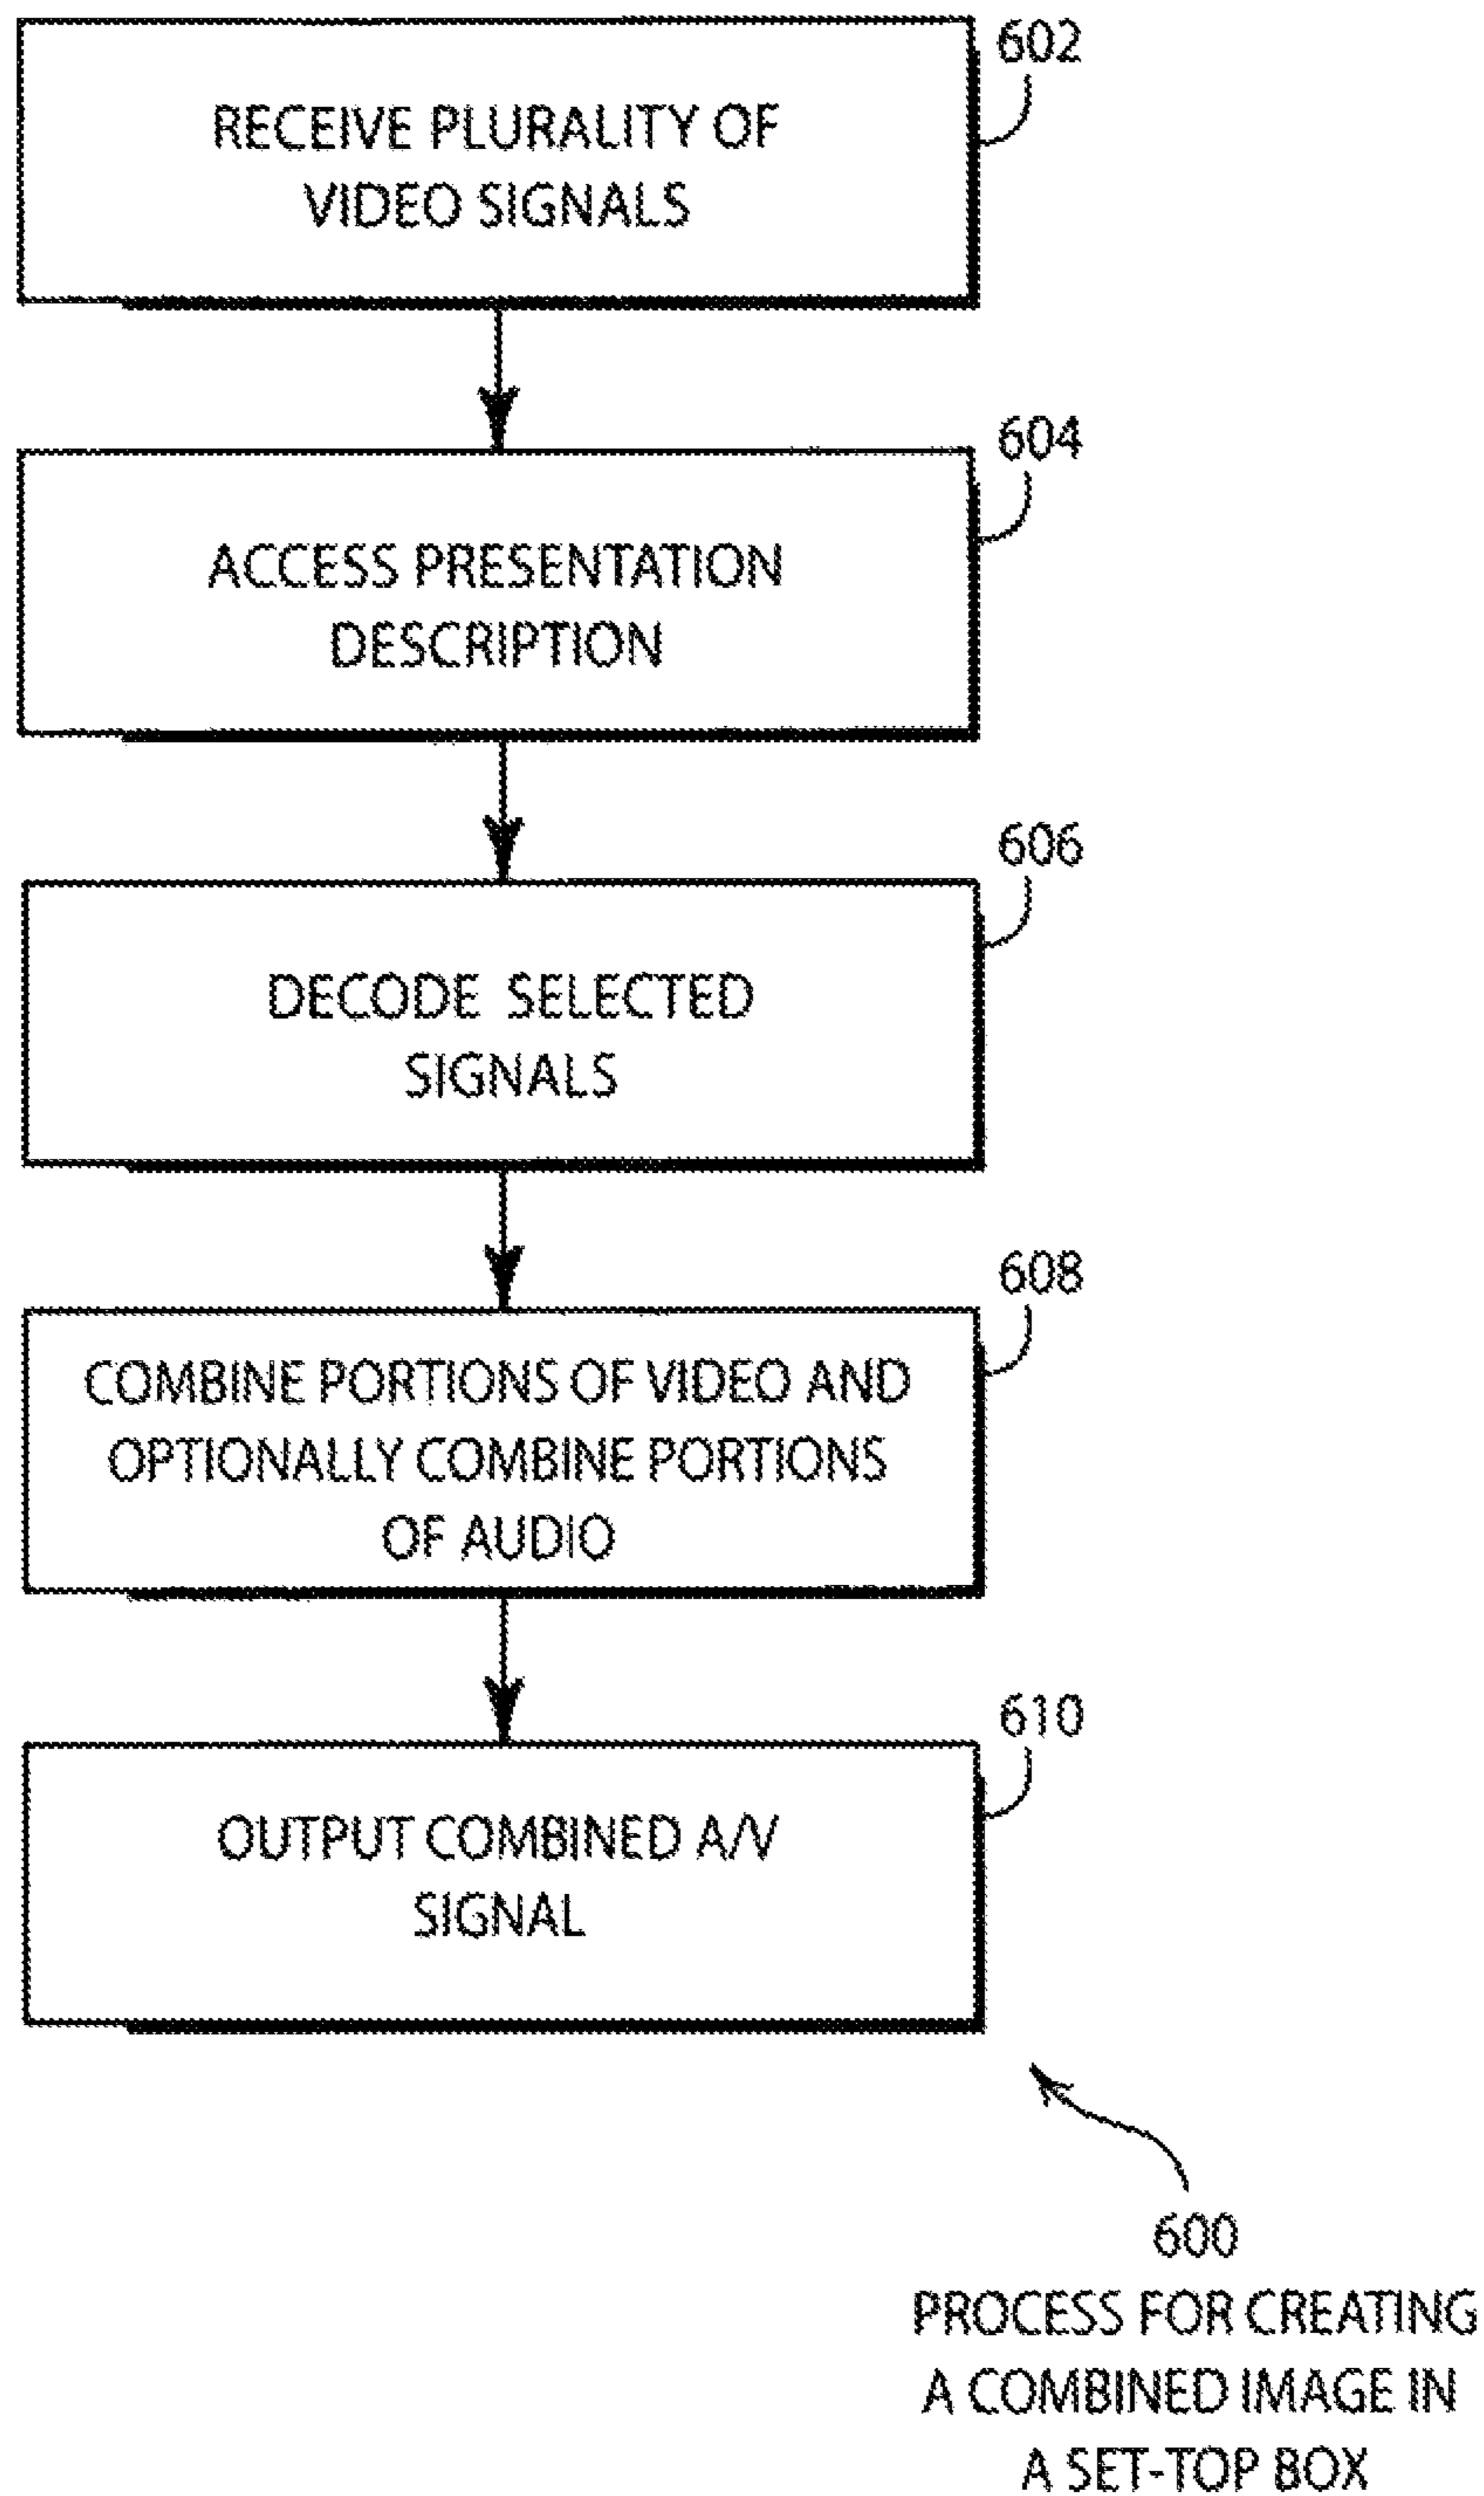 602
RECEIVE PLURALITY OF
VIDEO SIGNALS
604
ACCESS PRESENTATION
DESCRIPTION
606
DECODE SELECTED
SIGNALS
608
COMBINE PORTIONS OF VIDEO AND
OPTIONALLY COMBINE PORTIONS
OF AUDIO
610
OUTPUT COMBINED A/V
SIGNAL
600
PROCESS FOR CREATING
A COMBINED IMAGE IN
A SET-TOP BOX